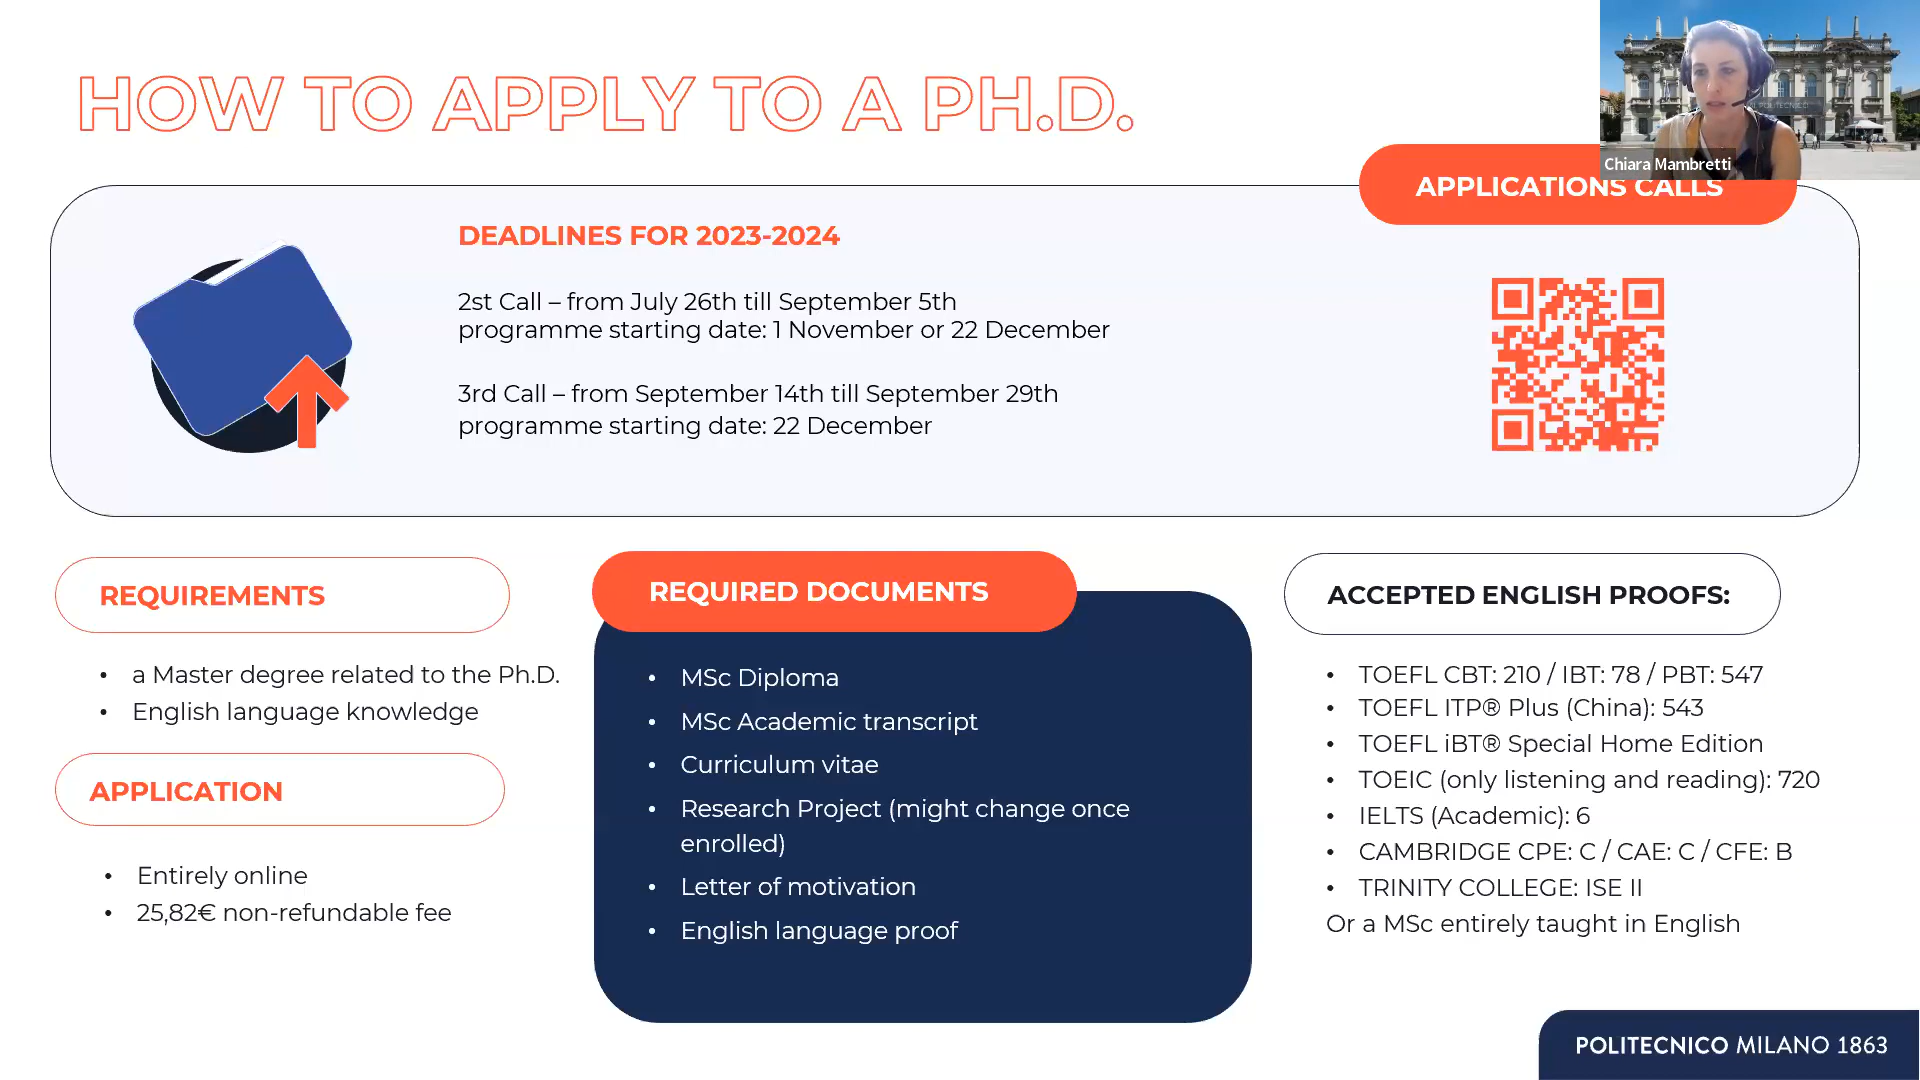 HOW TO APPLY TO A PH.D.
Chiara Mambretti
APPLICATIONS CALLS
DEADLINES FOR 2023-2024
2st Call – from July 26th till September 5th
programme starting date: 1 November or 22 December
3rd Call – from September 14th till September 29th
programme starting date: 22 December
REQUIREMENTS
• a Master degree related to the Ph.D.
• English language knowledge
APPLICATION
• Entirely online
• 25,82€ non-refundable fee
REQUIRED DOCUMENTS
• MSc Diploma
• MSc Academic transcript
• Curriculum vitae
• Research Project (might change once
enrolled)
• Letter of motivation
• English language proof
ACCEPTED ENGLISH PROOFS:
• TOEFL CBT: 210 / IBT: 78 / PBT: 547
• TOEFL ITP® Plus (China): 543
• TOEFL iBT® Special Home Edition
• TOEIC (only listening and reading): 720
• IELTS (Academic): 6
• CAMBRIDGE CPE: C / CAE: C / CFE: B
• TRINITY COLLEGE: ISE II
Or a MSc entirely taught in English
POLITECNICO MILANO 1863